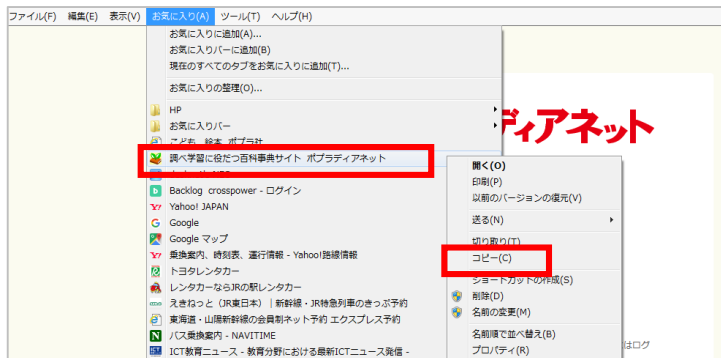 ファイル(F) 編集(E) 表示(V) お気に入り(A) ツール(T) ヘルプ(H)
お気に入りに追加(A)...
お気に入りバーに追加(B)
現在のすべてのタブをお気に入りに追加(T)...
お気に入りの整理(O)...
HP
お気に入りバー
こども 絵本 ポプラ社
調べ学習に役だつ百科事典サイト ポプラディアネット
Backlog crosspower - ログイン
Yahoo! JAPAN
Google
Google マップ
乗換案内、時刻表、運行情報 - Yahoo!路線情報
トヨタレンタカー
レンタカーならJRの駅レンタカー
えきねっと（JR東日本）｜新幹線・JR特急列車のきっぷ予約
東海道・山陽新幹線の会員制ネット予約 エクスプレス予約
バス乗換案内 - NAVITIME
ICT教育ニュース - 教育分野における最新ICTニュース発信 -
ディアネット
開く(O)
印刷(P)
以前のバージョンの復元(V)
送る(N)
切り取り(T)
コピー(C)
ショートカットの作成(S)
削除(D)
名前の変更(M)
名前順で並べ替え(B)
プロパティ(R)
はログ